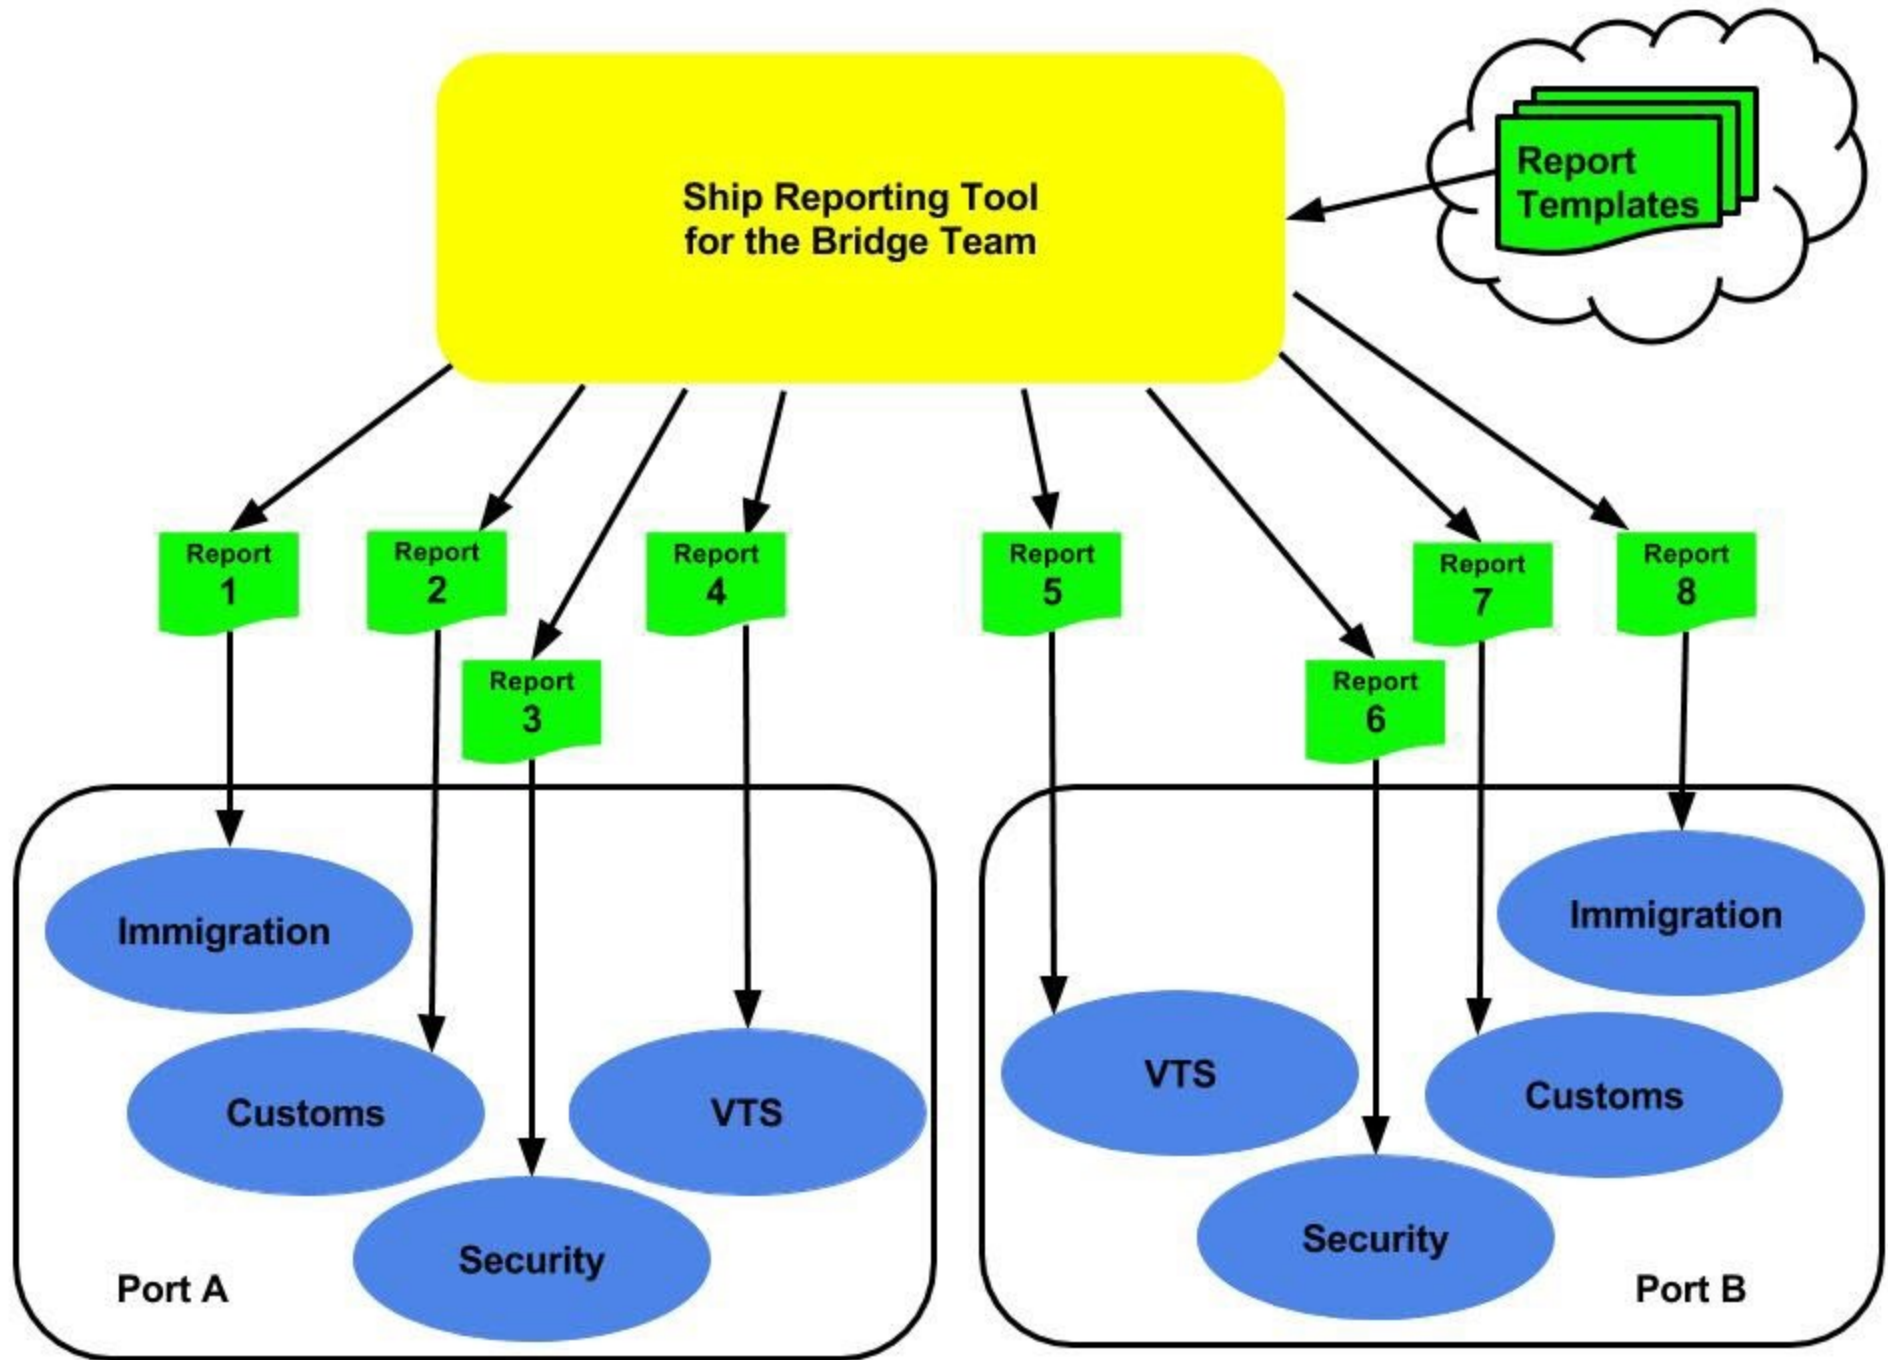 Ship Reporting Tool
for the Bridge Team
Report
Templates
Report
1
Report
2
Report
3
Report
4
Report
5
Report
6
Report
7
Report
8
Immigration
Customs
Security
VTS
Port A
VTS
Security
Customs
Immigration
Port B